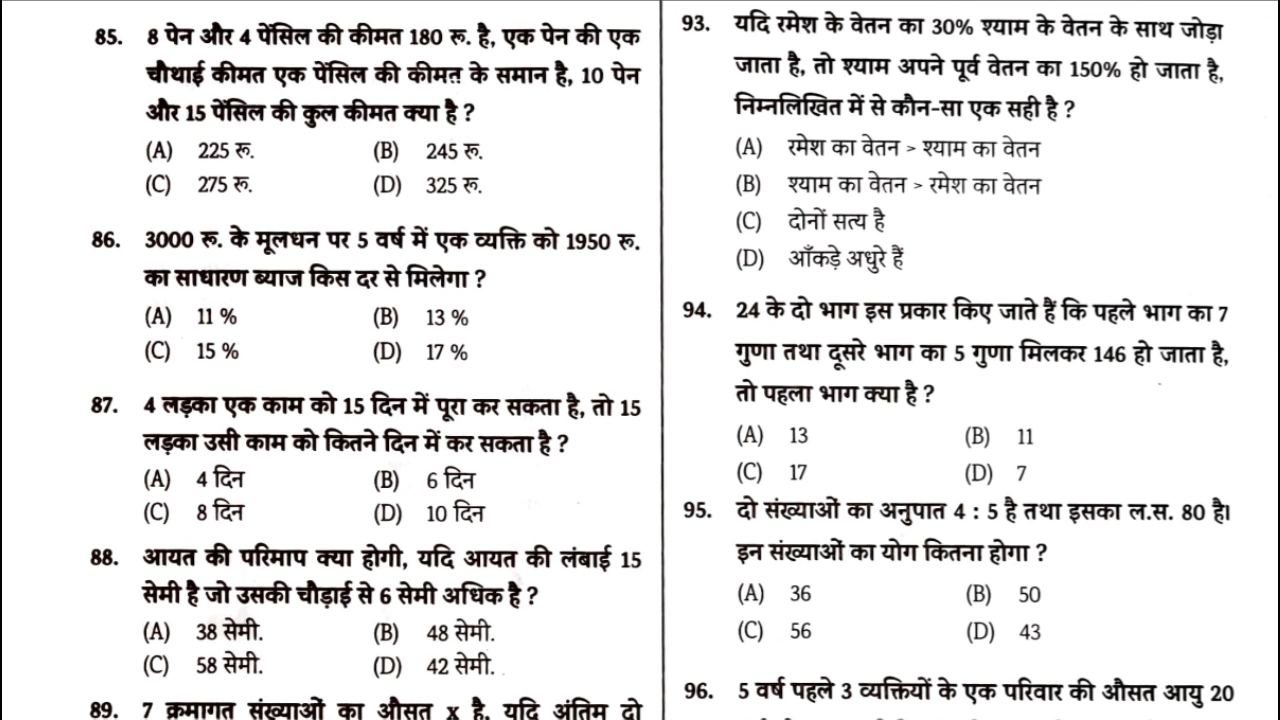 85. 8 पेन और 4 पेंसिल की कीमत 180 रू. है, एक पेन की एक
चौथाई कीमत एक पेंसिल की कीमत के समान है, 10 पेन
और 15 पेंसिल की कुल कीमत क्या है ?
(A) 225 रू. (B) 245 रू.
(C) 275 रू. (D) 325 रू.
86. 3000 रू. के मूलधन पर 5 वर्ष में एक व्यक्ति को 1950 रू.
का साधारण ब्याज किस दर से मिलेगा ?
(A) 11 % (B) 13 %
(C) 15 % (D) 17 %
87. 4 लड़का एक काम को 15 दिन में पूरा कर सकता है, तो 15
लड़का उसी काम को कितने दिन में कर सकता है ?
(A) 4 दिन (B) 6 दिन
(C) 8 दिन (D) 10 दिन
88. आयत की परिमाप क्या होगी, यदि आयत की लंबाई 15
सेमी है जो उसकी चौड़ाई से 6 सेमी अधिक है ?
(A) 38 सेमी. (B) 48 सेमी.
(C) 58 सेमी. (D) 42 सेमी.
89. 7 क्रमागत संख्याओं का औसत x है, यदि अंतिम दो
93. यदि रमेश के वेतन का 30% श्याम के वेतन के साथ जोड़ा
जाता है, तो श्याम अपने पूर्व वेतन का 150% हो जाता है,
निम्नलिखित में से कौन-सा एक सही है ?
(A) रमेश का वेतन > श्याम का वेतन
(B) श्याम का वेतन > रमेश का वेतन
(C) दोनों सत्य है
(D) आँकड़े अधुरे हैं
94. 24 के दो भाग इस प्रकार किए जाते हैं कि पहले भाग का 7
गुणा तथा दूसरे भाग का 5 गुणा मिलकर 146 हो जाता है,
तो पहला भाग क्या है ?
(A) 13 (B) 11
(C) 17 (D) 7
95. दो संख्याओं का अनुपात 4 : 5 है तथा इसका ल.स. 80 है।
इन संख्याओं का योग कितना होगा ?
(A) 36 (B) 50
(C) 56 (D) 43
96. 5 वर्ष पहले 3 व्यक्तियों के एक परिवार की औसत आयु 20